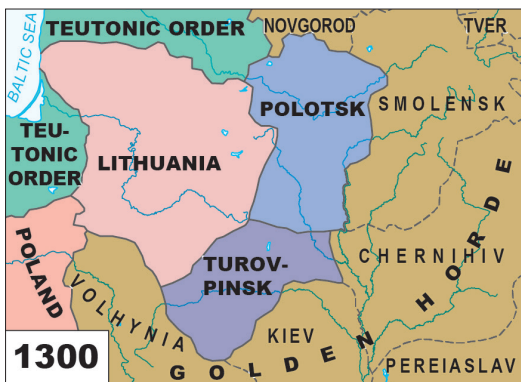 TEUTONIC ORDER
NOVGOROD
TVER
BALTIC SEA
POLOTSK
SMOLENSK
TEU-
TONIC
ORDER
LITHUANIA
POLAND
VOLHYNIA
TUROV-
PINSK
CHERNIHIV
KIEV
GOLDEN HORDE
PEREIASLAV
1300